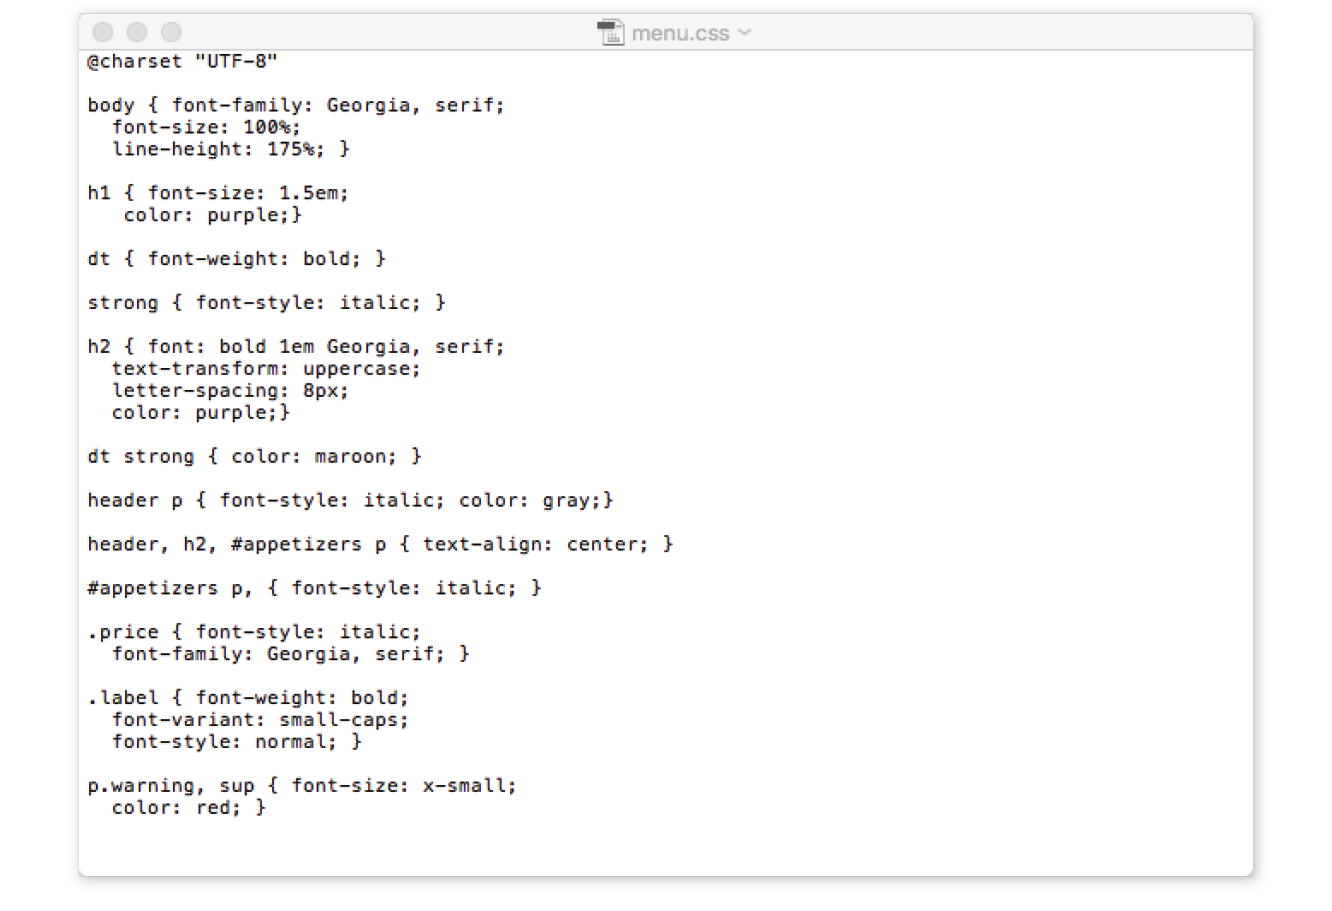 menu.css
@charset "UTF-8"
body { font-family: Georgia, serif;
  font-size: 100%;
  line-height: 175%; }
h1 { font-size: 1.5em;
   color: purple;}
dt { font-weight: bold; }
strong { font-style: italic; }
h2 { font: bold 1em Georgia, serif;
  text-transform: uppercase;
  letter-spacing: 8px;
  color: purple;}
dt strong { color: maroon; }
header p { font-style: italic; color: gray;}
header, h2, #appetizers p { text-align: center; }
#appetizers p, { font-style: italic; }
.price { font-style: italic;
  font-family: Georgia, serif; }
.label { font-weight: bold;
  font-variant: small-caps;
  font-style: normal; }
p.warning, sup { font-size: x-small;
  color: red; }